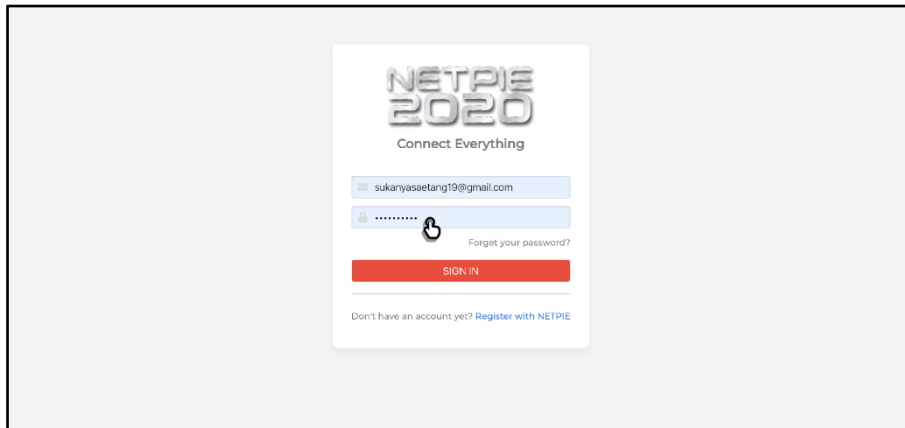 NETPIE
2020
Connect Everything
sukanyasaetang19@gmail.com
••••••••••
Forget your password?
SIGN IN
Don't have an account yet? Register with NETPIE